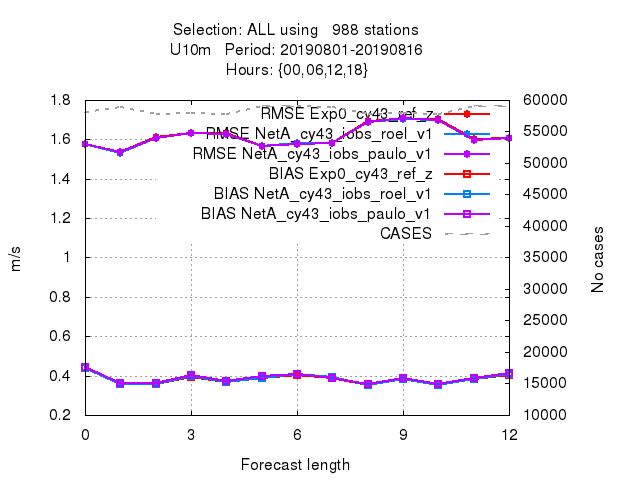 Selection: ALL using   988 stations
U10m   Period: 20190801-20190816
Hours: {00,06,12,18}
1.8
1.6
1.4
1.2
1
0.8
0.6
0.4
0.2
m/s
RMSE Exp0_cy43_ref_z
RMSE NetA_cy43_iobs_roel_v1
RMSE NetA_cy43_iobs_paulo_v1
BIAS Exp0_cy43_ref_z
BIAS NetA_cy43_iobs_roel_v1
BIAS NetA_cy43_iobs_paulo_v1
CASES
60000
55000
50000
45000
40000
35000
30000
25000
20000
15000
10000
No cases
0 3 6 9 12
Forecast length